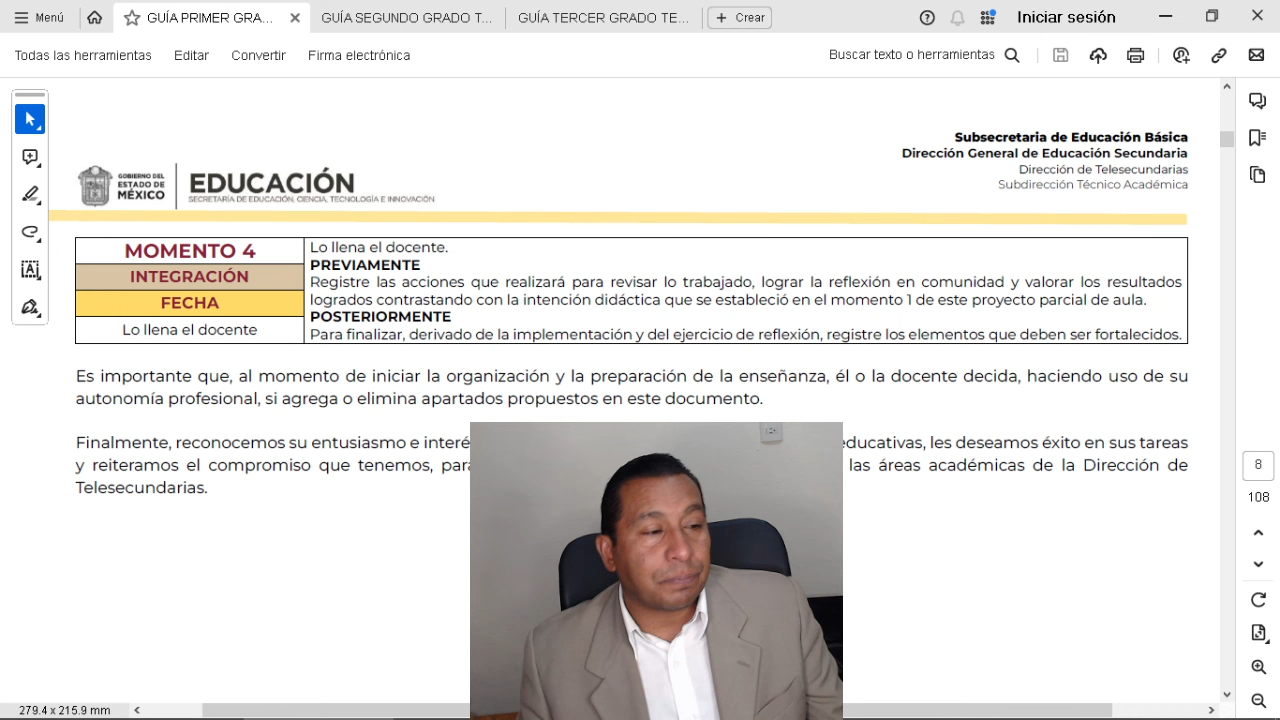 Menú
GUÍA PRIMER GRA...
GUÍA SEGUNDO GRADO T...
GUÍA TERCER GRADO TE...
Crear
Iniciar sesión
Todas las herramientas
Editar
Convertir
Firma electrónica
Buscar texto o herramientas
Subsecretaria de Educación Básica
Dirección General de Educación Secundaria
Dirección de Telesecundarias
Subdirección Técnico Académica
GOBIERNO DEL
ESTADO DE
MÉXICO
EDUCACIÓN
SECRETARÍA DE EDUCACIÓN, CIENCIA, TECNOLOGÍA E INNOVACIÓN
MOMENTO 4
INTEGRACIÓN
FECHA
Lo llena el docente
Lo llena el docente.
PREVIAMENTE
Registre las acciones que realizará para revisar lo trabajado, lograr la reflexión en comunidad y valorar los resultados
logrados contrastando con la intención didáctica que se estableció en el momento 1 de este proyecto parcial de aula.
POSTERIORMENTE
Para finalizar, derivado de la implementación y del ejercicio de reflexión, registre los elementos que deben ser fortalecidos.
Es importante que, al momento de iniciar la organización y la preparación de la enseñanza, él o la docente decida, haciendo uso de su
autonomía profesional, si agrega o elimina apartados propuestos en este documento.
Finalmente, reconocemos su entusiasmo e educativas, les deseamos éxito en sus tareas
y reiteramos el compromiso que tenemos, las áreas académicas de la Dirección de
Telesecundarias.
8
108
279.4 x 215.9 mm